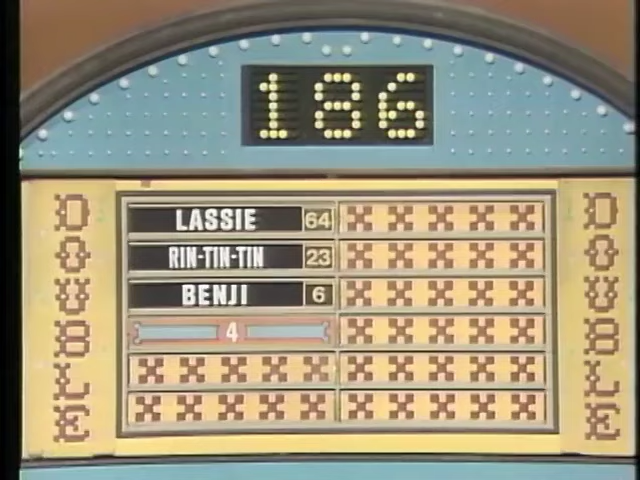 186
LASSIE 64
RIN-TIN-TIN 23
BENJI 6
4
DOUBLE
DOUBLE